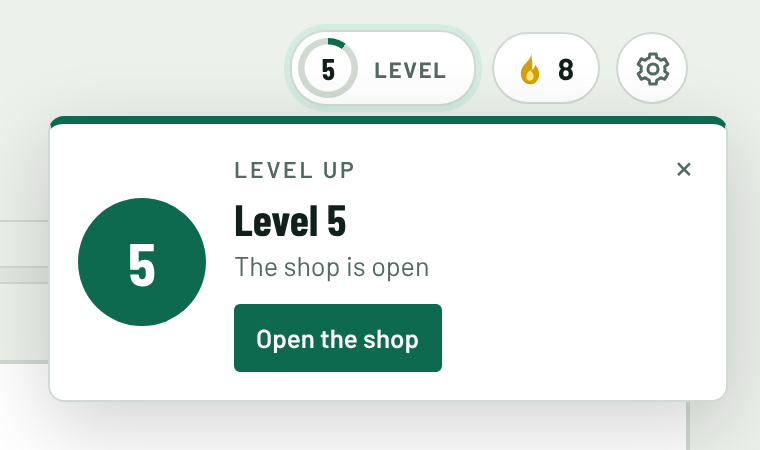 5 LEVEL 8
LEVEL UP ×
Level 5
5
The shop is open
Open the shop